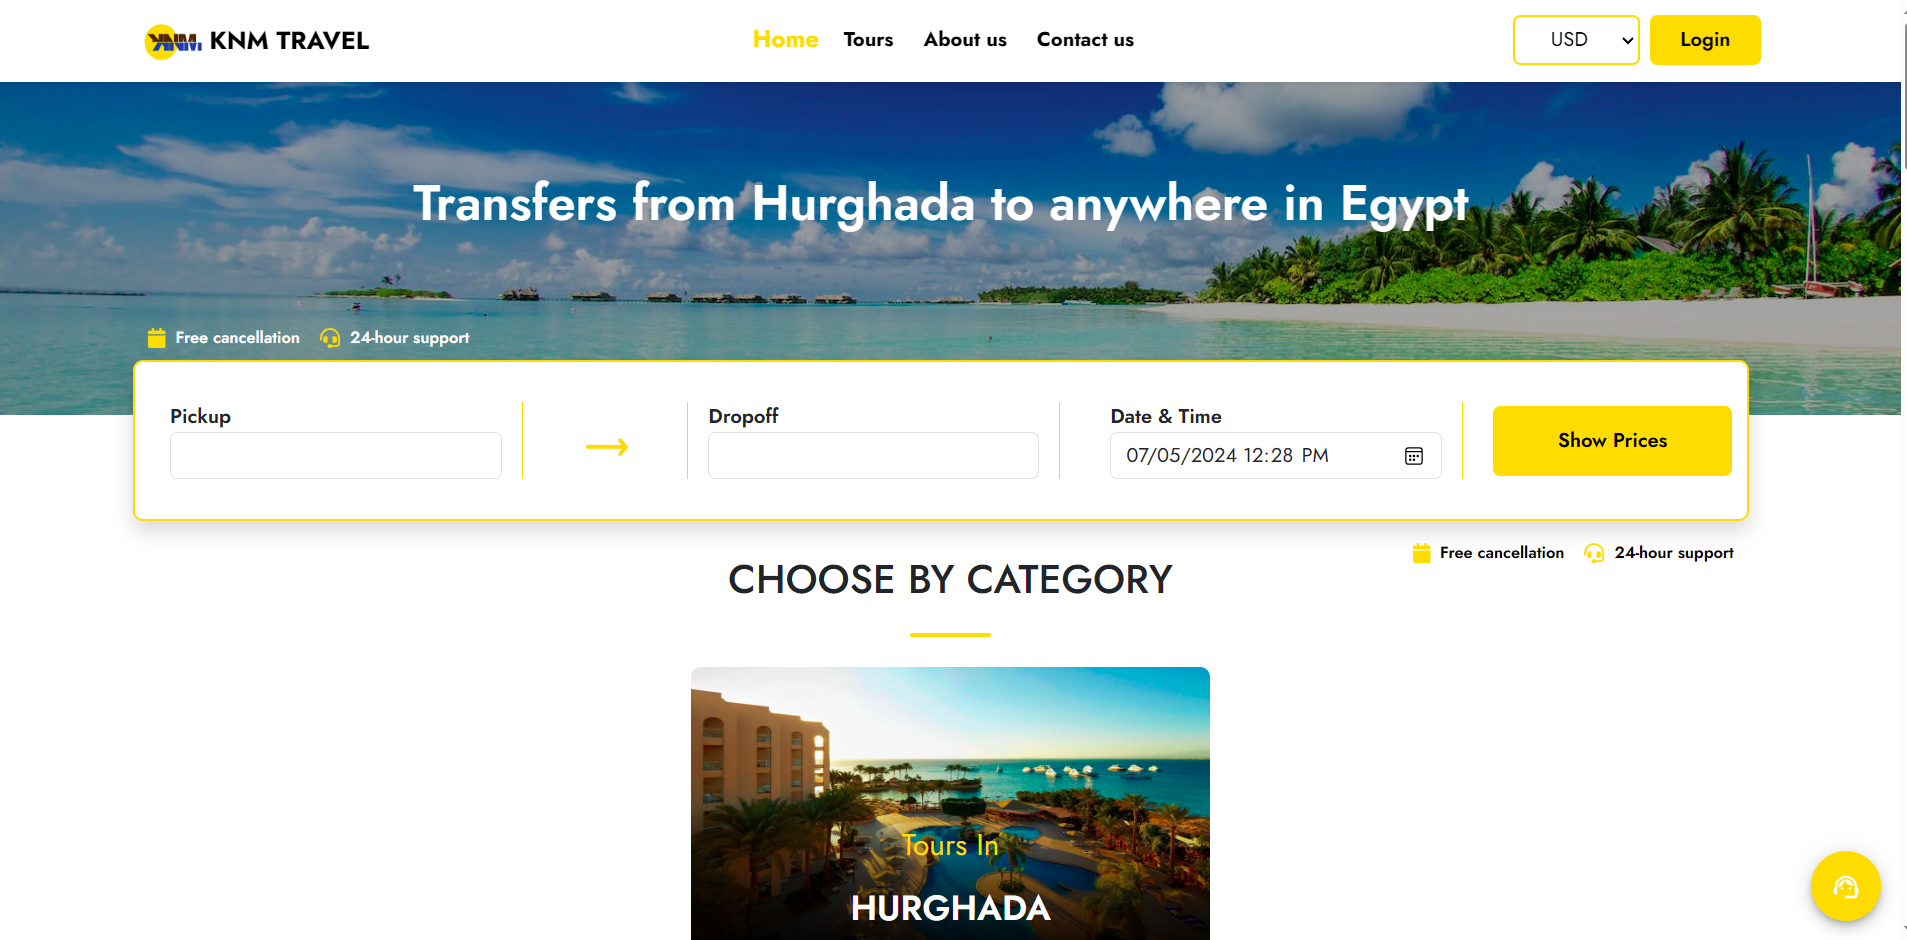 KNM KNM TRAVEL
Home Tours About us Contact us
USD Login
Transfers from Hurghada to anywhere in Egypt
Free cancellation 24-hour support
Pickup Dropoff Date & Time
07/05/2024 12:28 PM
Show Prices
Free cancellation 24-hour support
CHOOSE BY CATEGORY
Tours In
HURGHADA